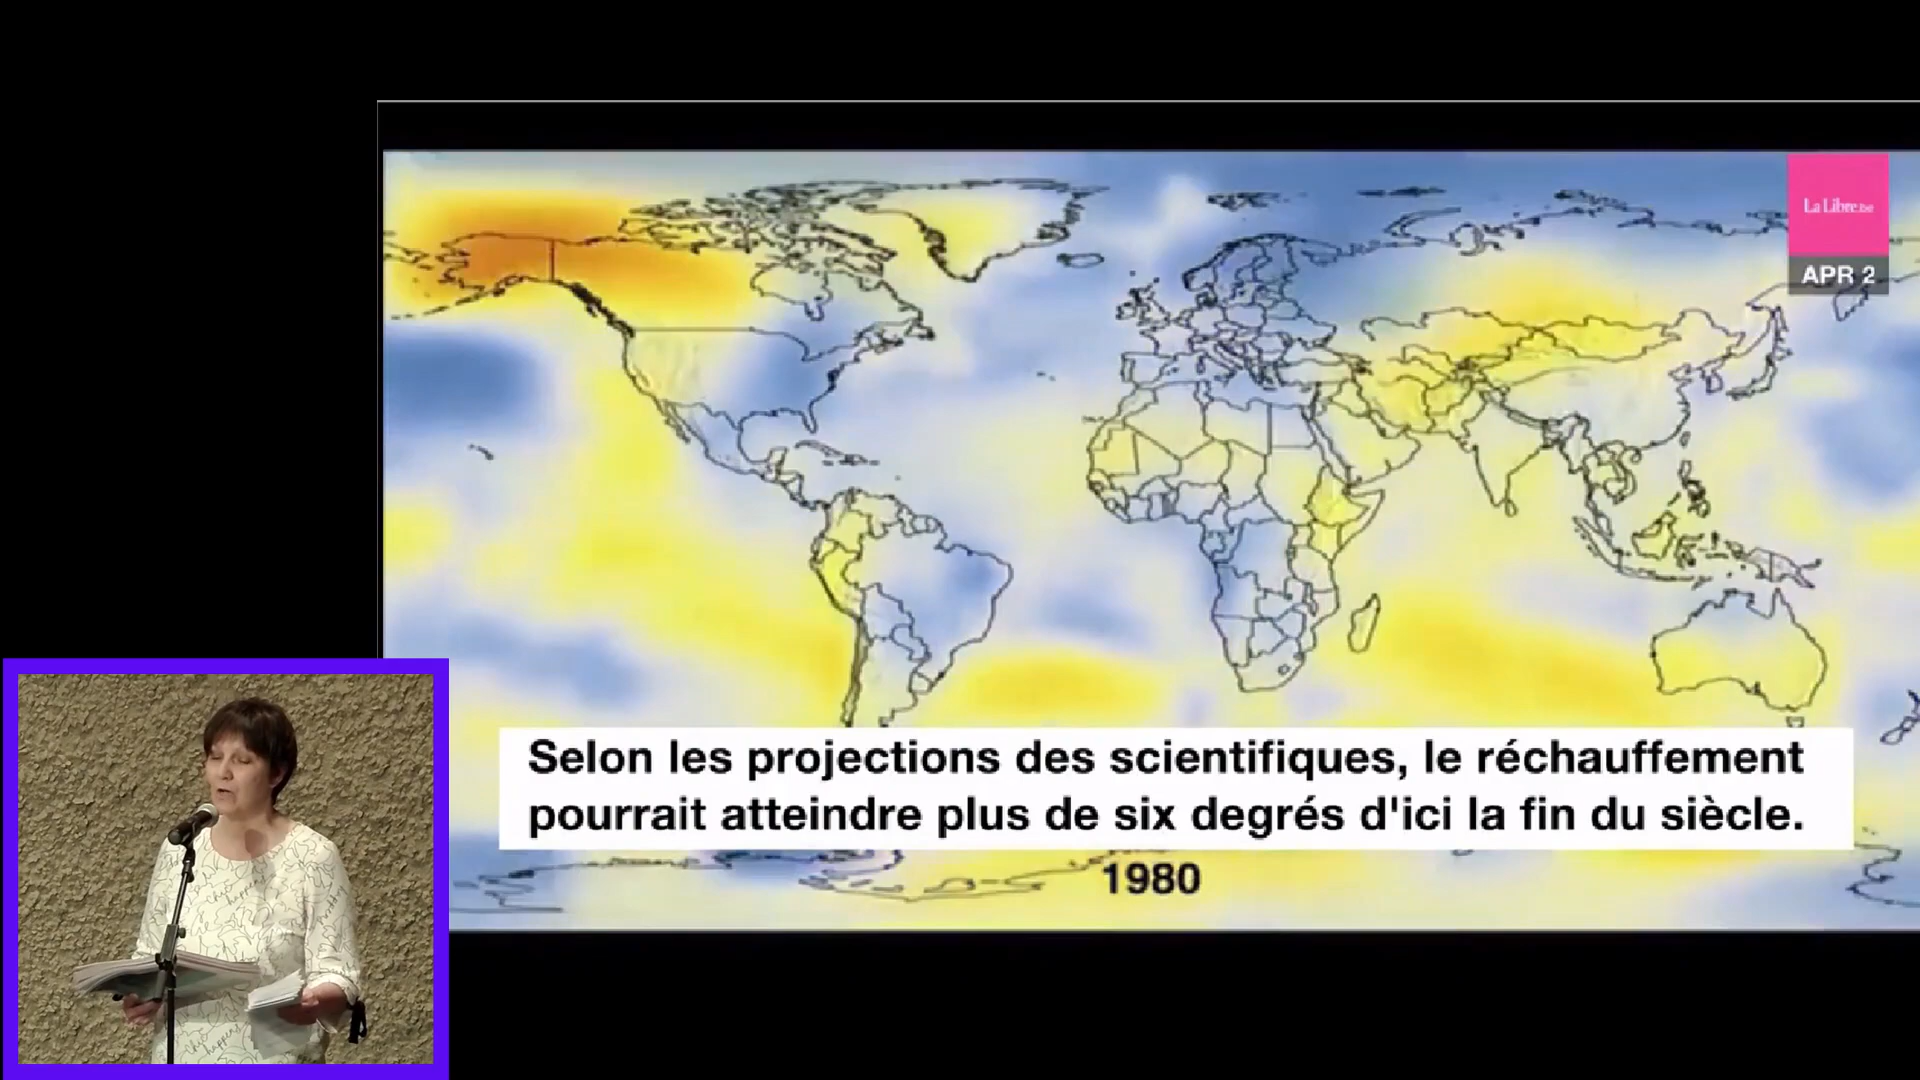 La Libre.be
APR 2
Selon les projections des scientifiques, le réchauffement
pourrait atteindre plus de six degrés d'ici la fin du siècle.
1980